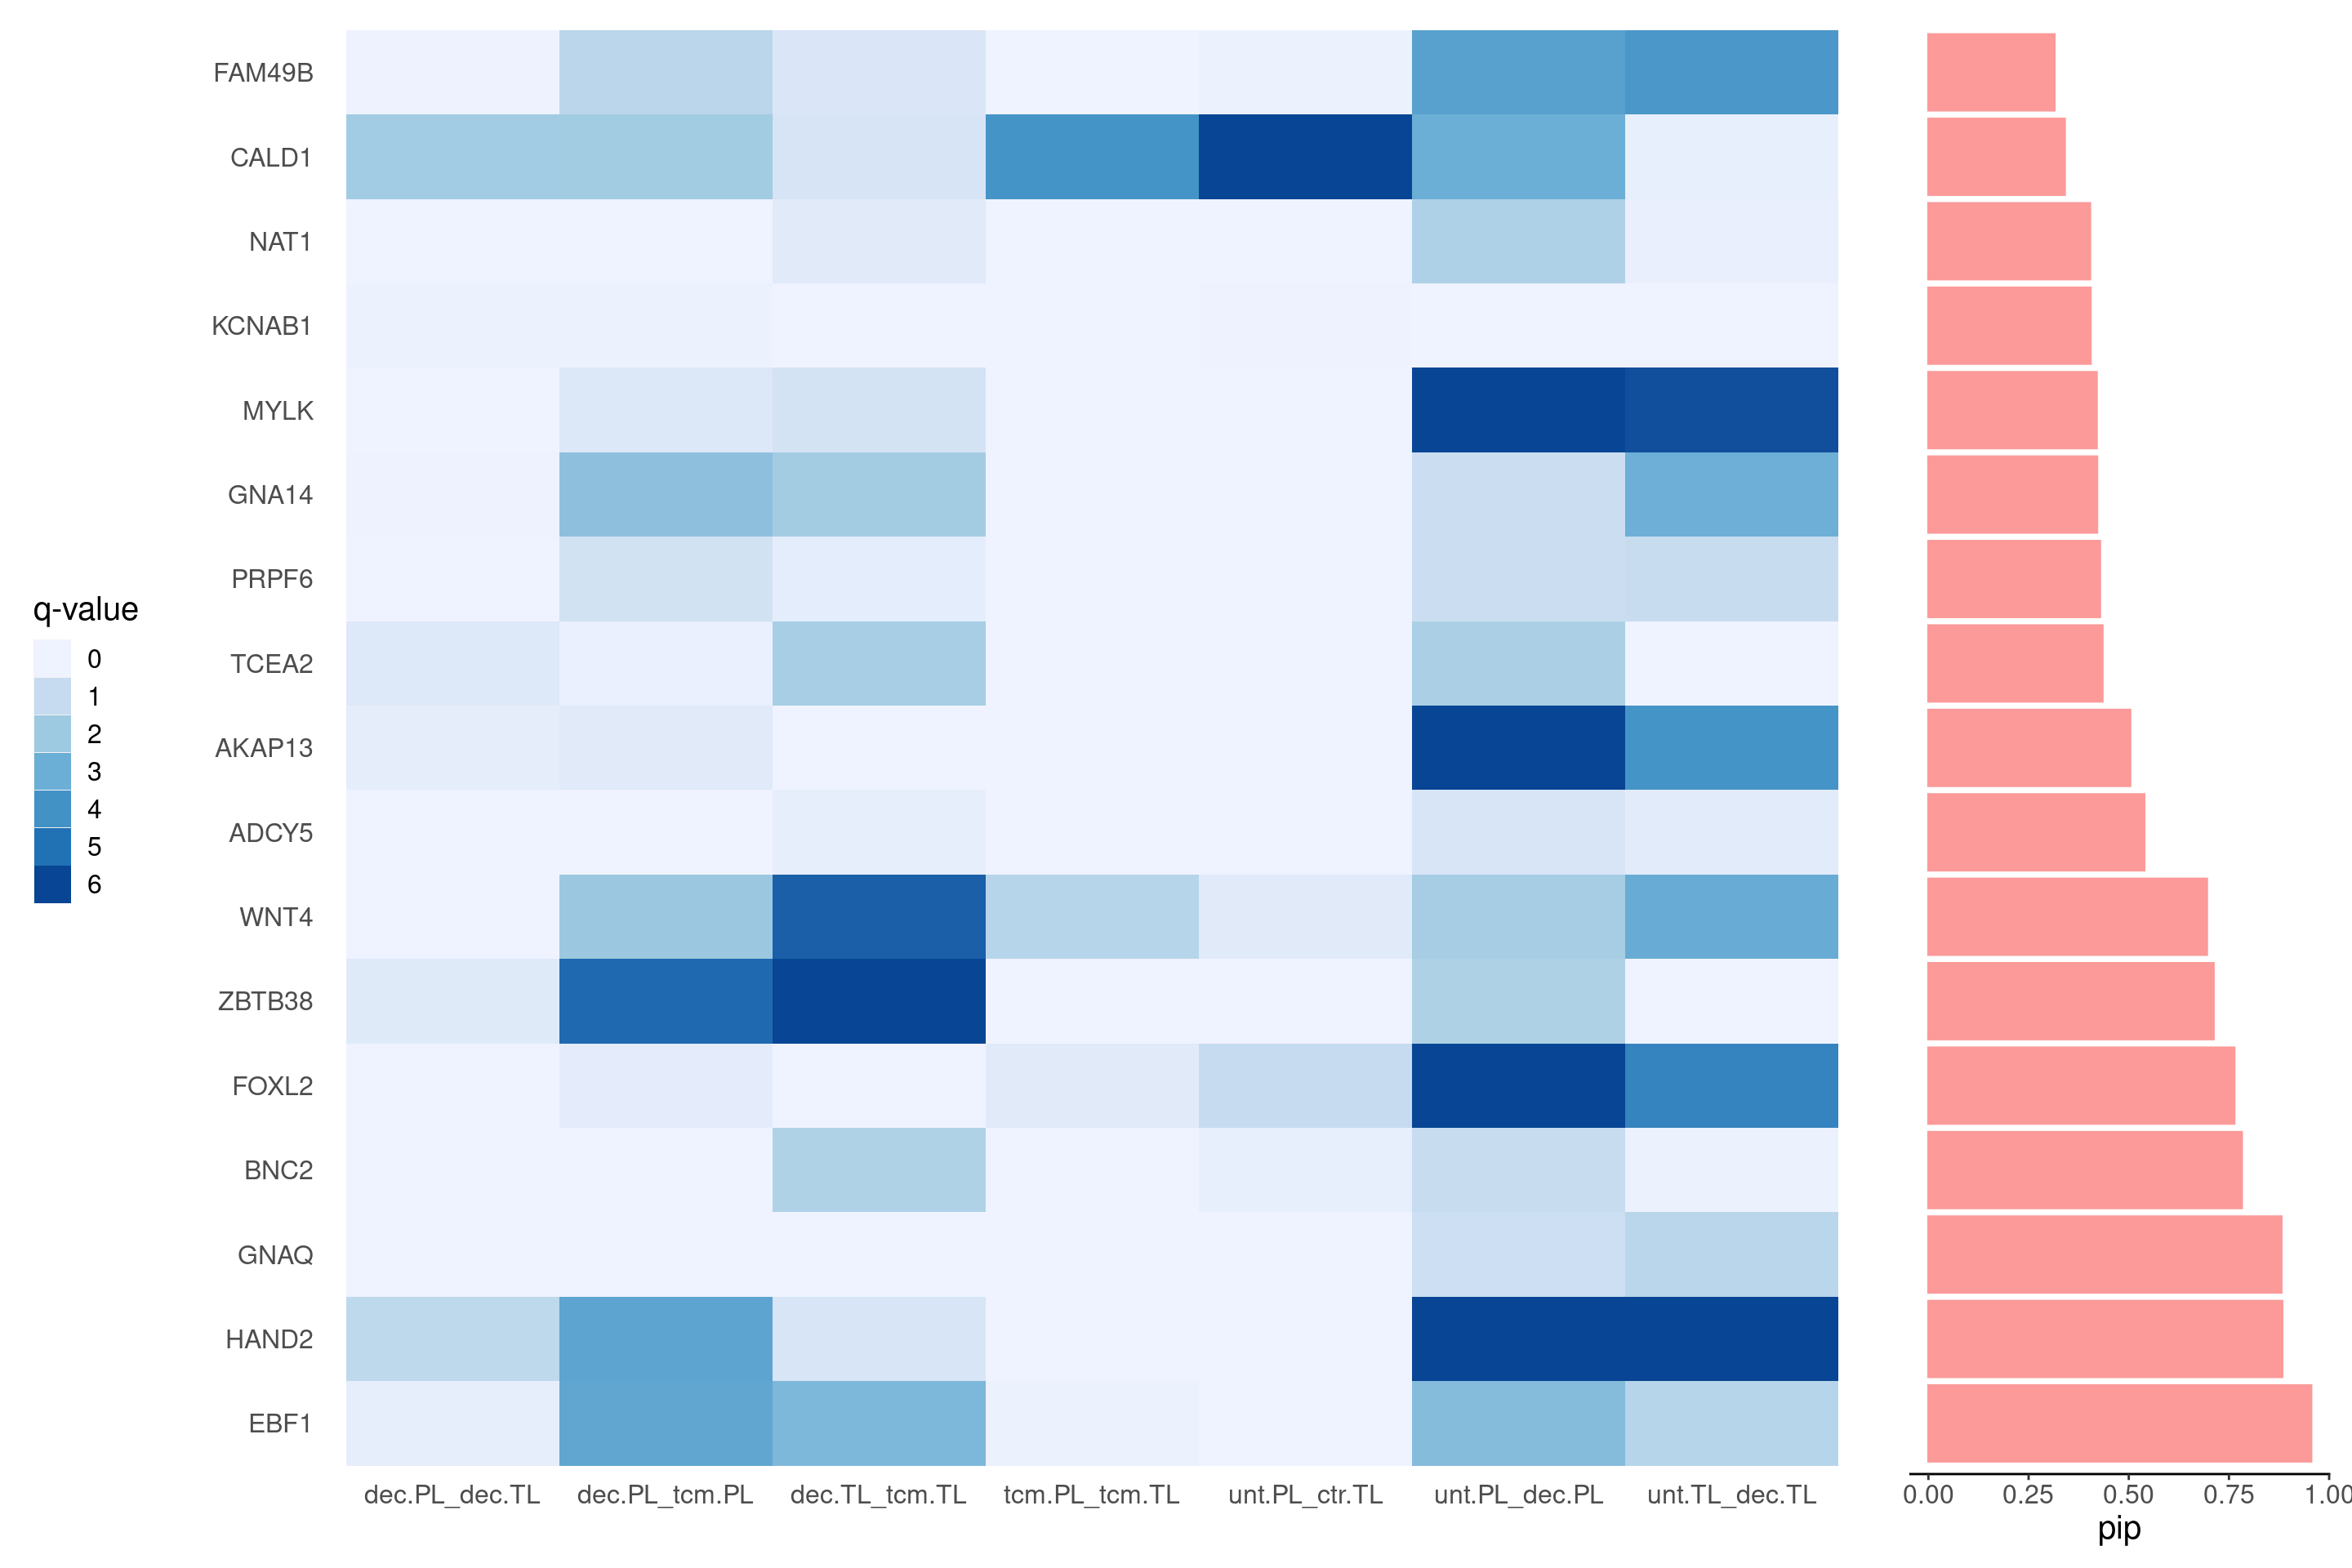 FAM49B
CALD1
NAT1
KCNAB1
MYLK
GNA14
PRPF6
TCEA2
AKAP13
ADCY5
WNT4
ZBTB38
FOXL2
BNC2
GNAQ
HAND2
EBF1
q-value
0
1
2
3
4
5
6
dec.PL_dec.TL dec.PL_tcm.PL dec.TL_tcm.TL tcm.PL_tcm.TL unt.PL_ctr.TL unt.PL_dec.PL unt.TL_dec.TL
0.00 0.25 0.50 0.75 1.00
pip